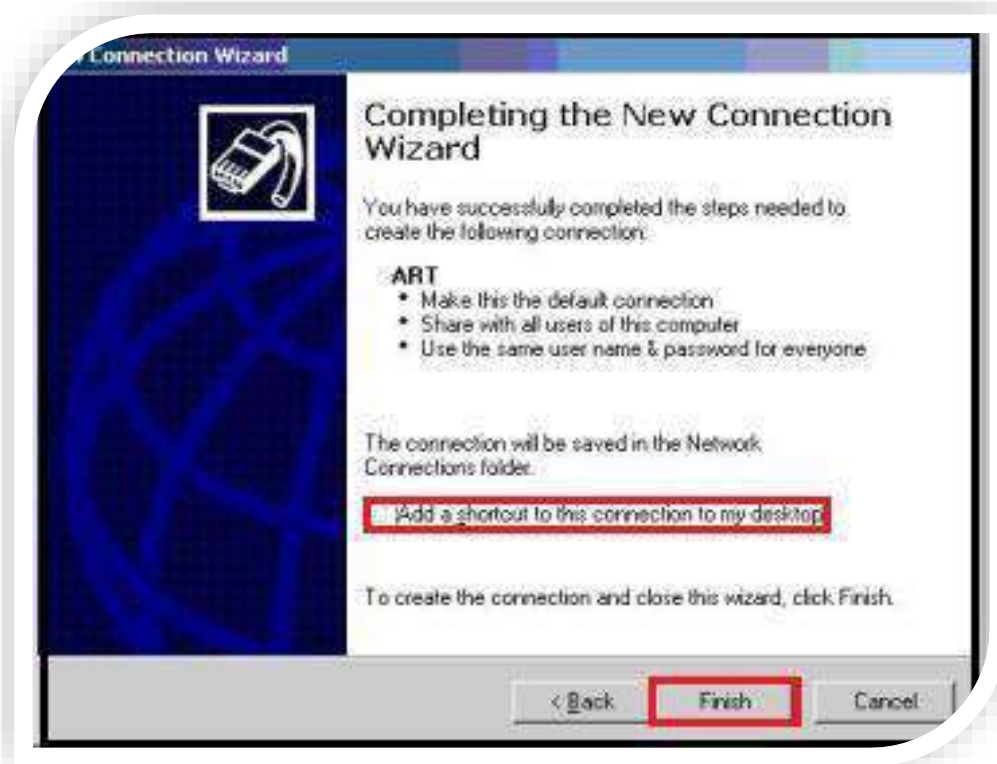 Connection Wizard
Completing the New Connection
Wizard
You have successfully completed the steps needed to
create the following connection:
ART
• Make this the default connection
• Share with all users of this computer
• Use the same user name & password for everyone
The connection will be saved in the Network
Connections folder.
Add a shortcut to this connection to my desktop
To create the connection and close this wizard, click Finish.
< Back
Finish
Cancel